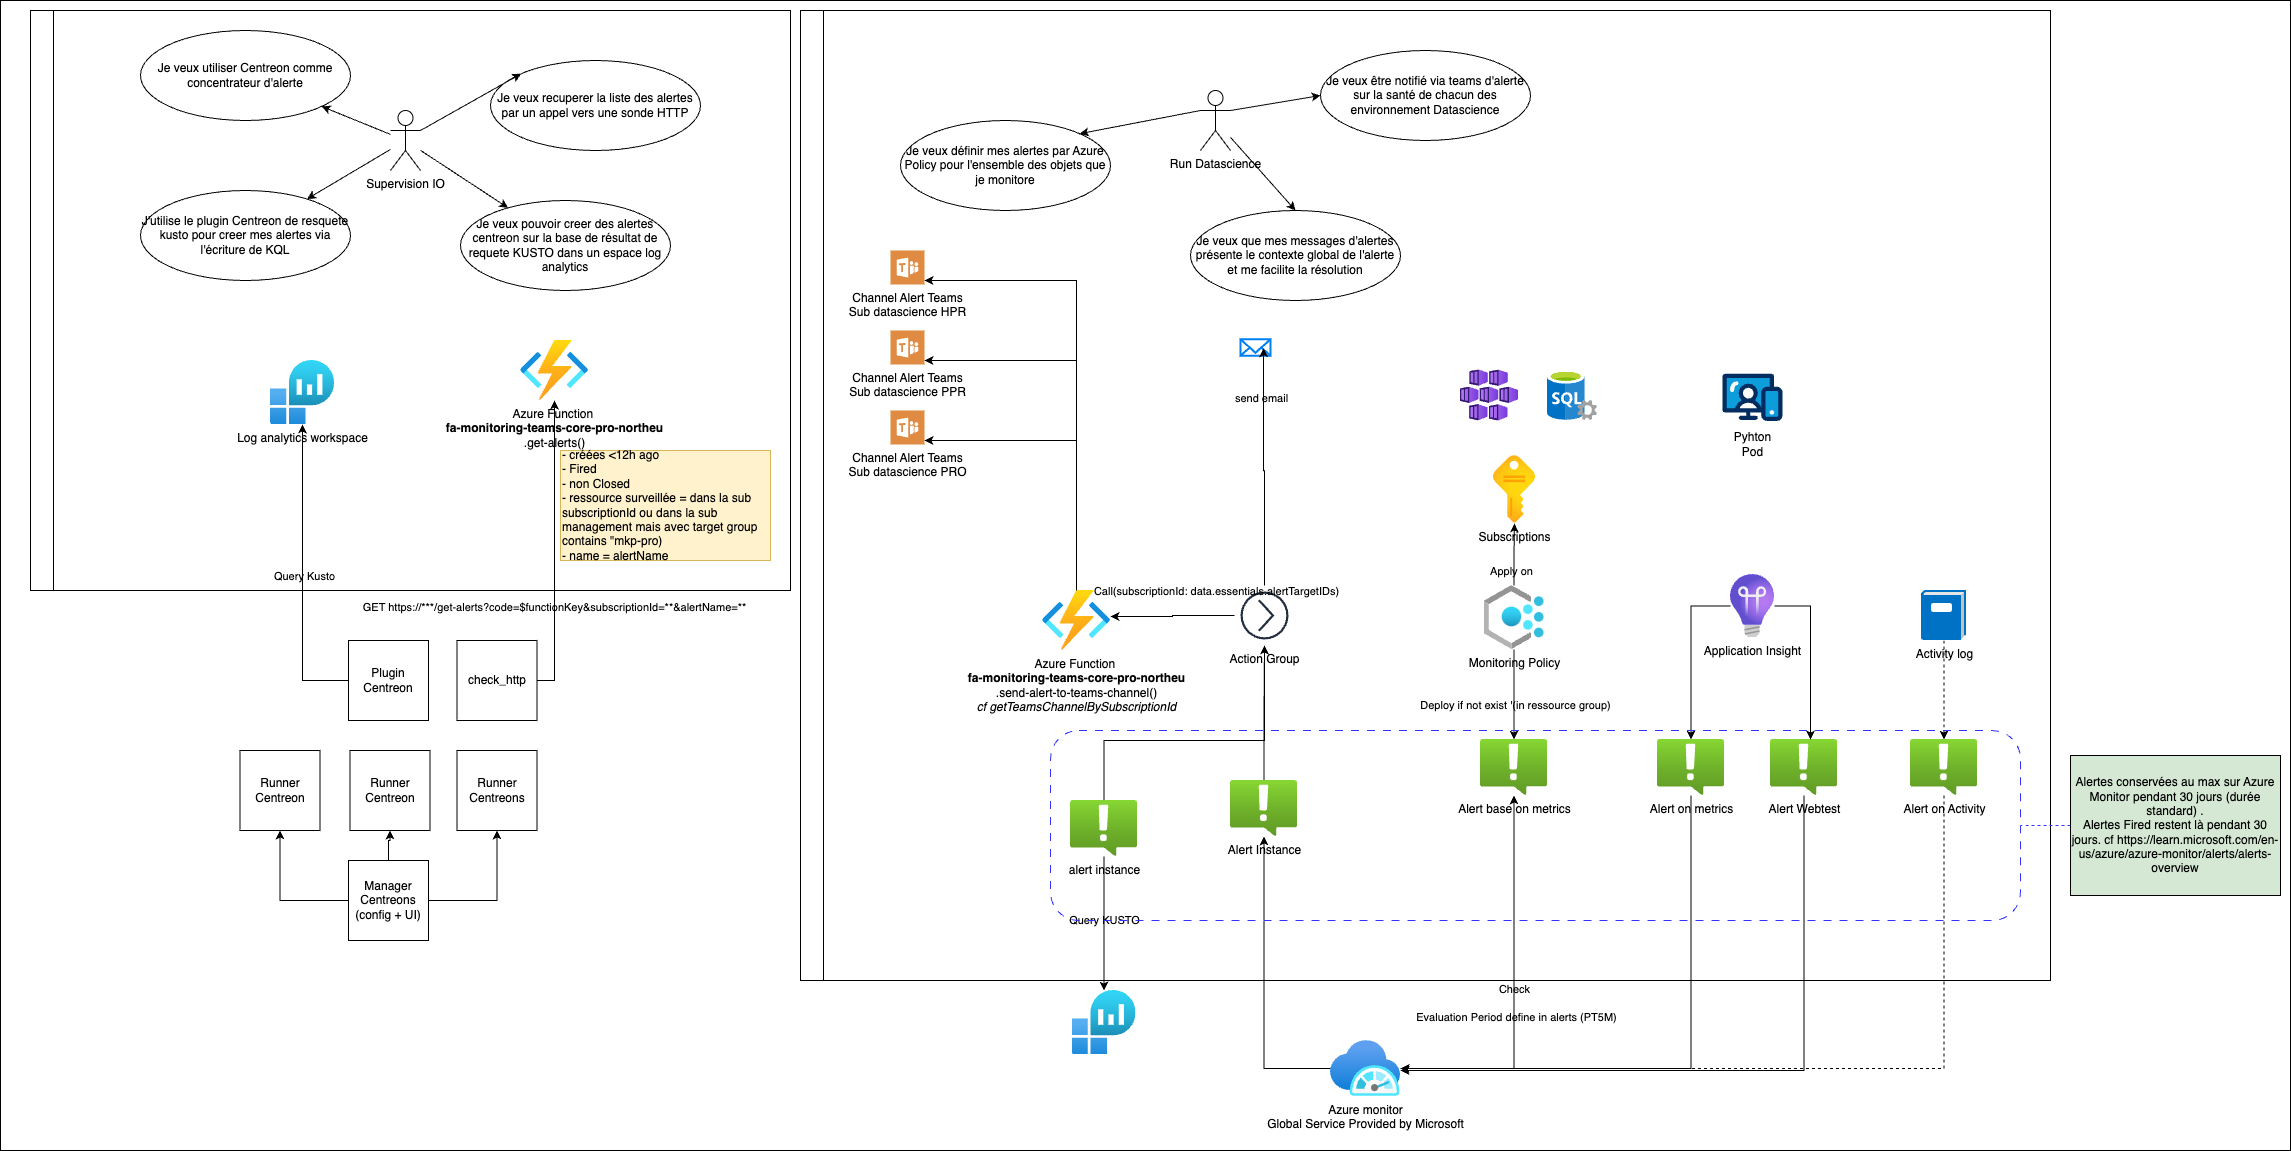 Je veux utiliser Centreon comme
concentrateur d'alerte
Je veux recuperer la liste des alertes
par un appel vers une sonde HTTP
Supervision IO
J'utilise le plugin Centreon de resquete
kusto pour creer mes alertes via
l'écriture de KQL
Je veux pouvoir creer des alertes
centreon sur la base de résultat de
requete KUSTO dans un espace log
analytics
Log analytics workspace
Azure Function
fa-monitoring-teams-core-pro-northeu
.get-alerts()
- créées <12h ago
- Fired
- non Closed
- ressource surveillée = dans la sub
subscriptionId ou dans la sub
management mais avec target group
contains "mkp-pro)
- name = alertName
Query Kusto
GET https://***/get-alerts?code=$functionKey&subscriptionId=**&alertName=**
Plugin
Centreon
check_http
Runner
Centreon
Runner
Centreon
Runner
Centreons
Manager
Centreons
(config + UI)
Je veux être notifié via teams d'alerte
sur la santé de chacun des
environnement Datascience
Je veux définir mes alertes par Azure
Policy pour l'ensemble des objets que
je monitore
Run Datascience
Je veux que mes messages d'alertes
présente le contexte global de l'alerte
et me facilite la résolution
Channel Alert Teams
Sub datascience HPR
Channel Alert Teams
Sub datascience PPR
Channel Alert Teams
Sub datascience PRO
send email
SQL
Pyhton
Pod
Subscriptions
Apply on
Call(subscriptionId: data.essentials.alertTargetIDs)
Azure Function
fa-monitoring-teams-core-pro-northeu
.send-alert-to-teams-channel()
cf getTeamsChannelBySubscriptionId
Action Group
Monitoring Policy
Application Insight
Activity log
Deploy if not exist '(in ressource group)
alert instance
Alert Instance
Alert base on metrics
Alert on metrics
Alert Webtest
Alert on Activity
Query KUSTO
Alertes conservées au max sur Azure
Monitor pendant 30 jours (durée
standard) .
Alertes Fired restent là pendant 30
jours. cf https://learn.microsoft.com/en-
us/azure/azure-monitor/alerts/alerts-
overview
Check
Evaluation Period define in alerts (PT5M)
Azure monitor
Global Service Provided by Microsoft